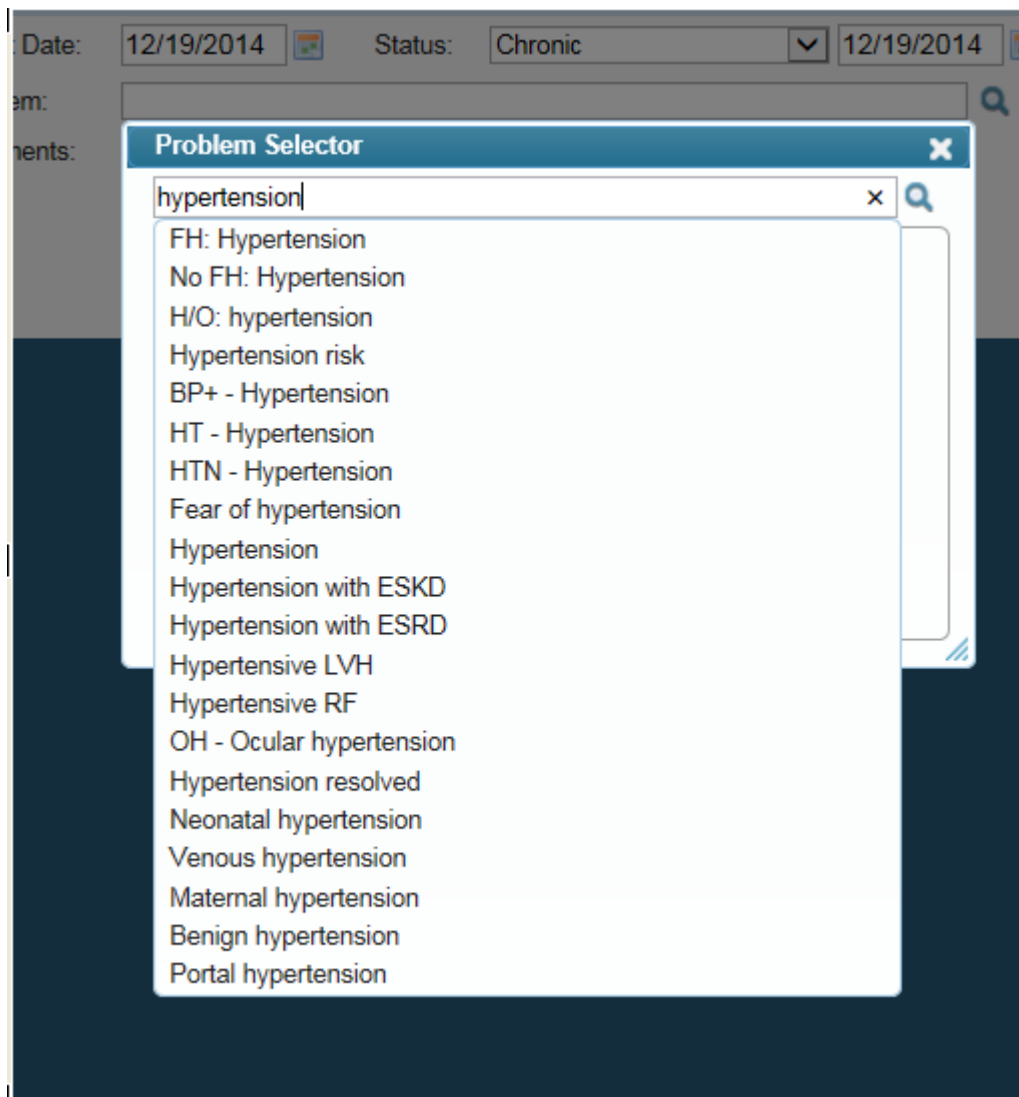 : Date: 12/19/2014 Status: Chronic 12/19/2014
em:
nents:
Problem Selector
hypertension
FH: Hypertension
No FH: Hypertension
H/O: hypertension
Hypertension risk
BP+ - Hypertension
HT - Hypertension
HTN - Hypertension
Fear of hypertension
Hypertension
Hypertension with ESKD
Hypertension with ESRD
Hypertensive LVH
Hypertensive RF
OH - Ocular hypertension
Hypertension resolved
Neonatal hypertension
Venous hypertension
Maternal hypertension
Benign hypertension
Portal hypertension